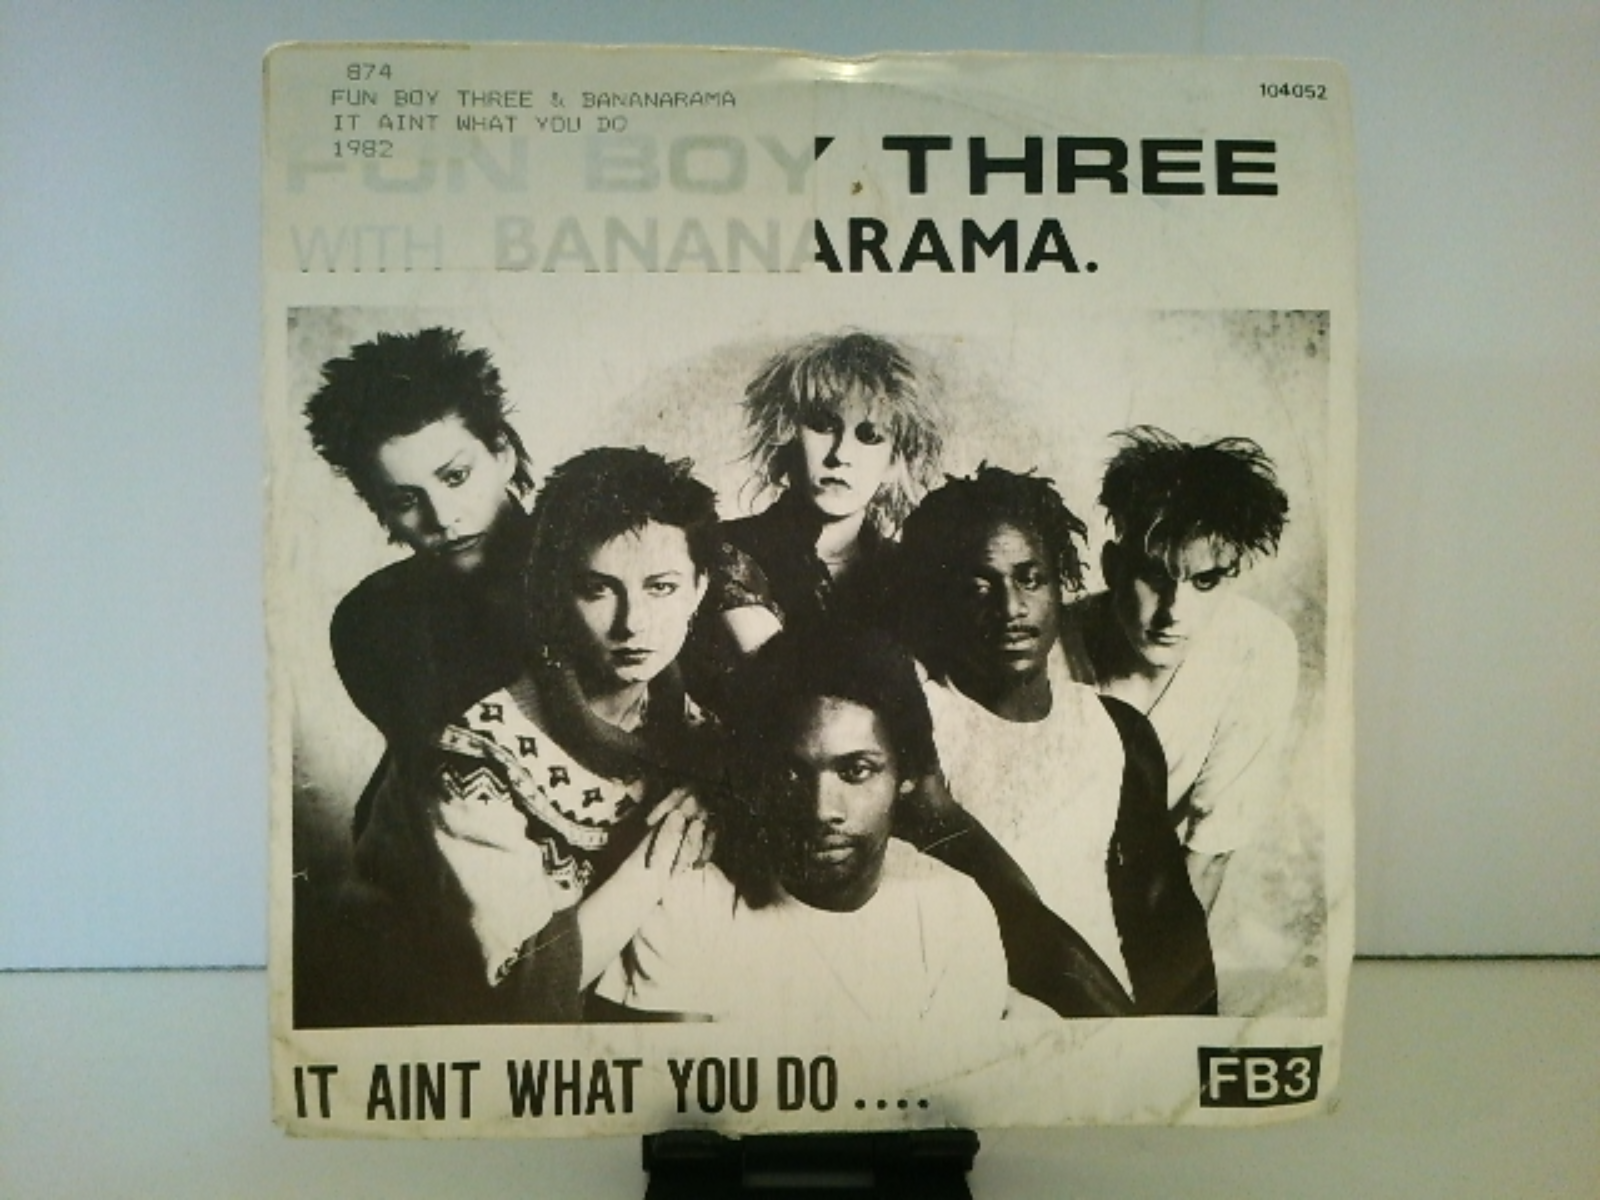 874
FUN BOY THREE & BANANARAMA
IT AINT WHAT YOU DO
1982
104052
FUN BOY THREE
WITH BANANARAMA.
IT AINT WHAT YOU DO ....
FB3